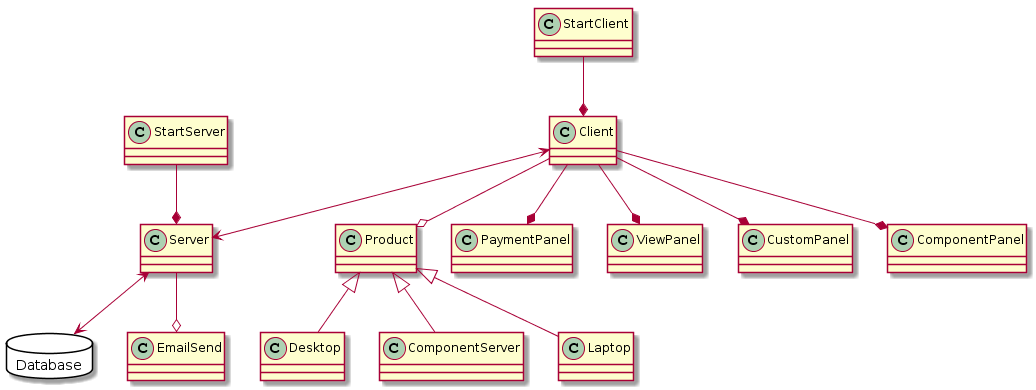 C StartClient
C StartServer
C Client
C Server
C Product
C PaymentPanel
C ViewPanel
C CustomPanel
C ComponentPanel
Database
C EmailSend
C Desktop
C ComponentServer
C Laptop